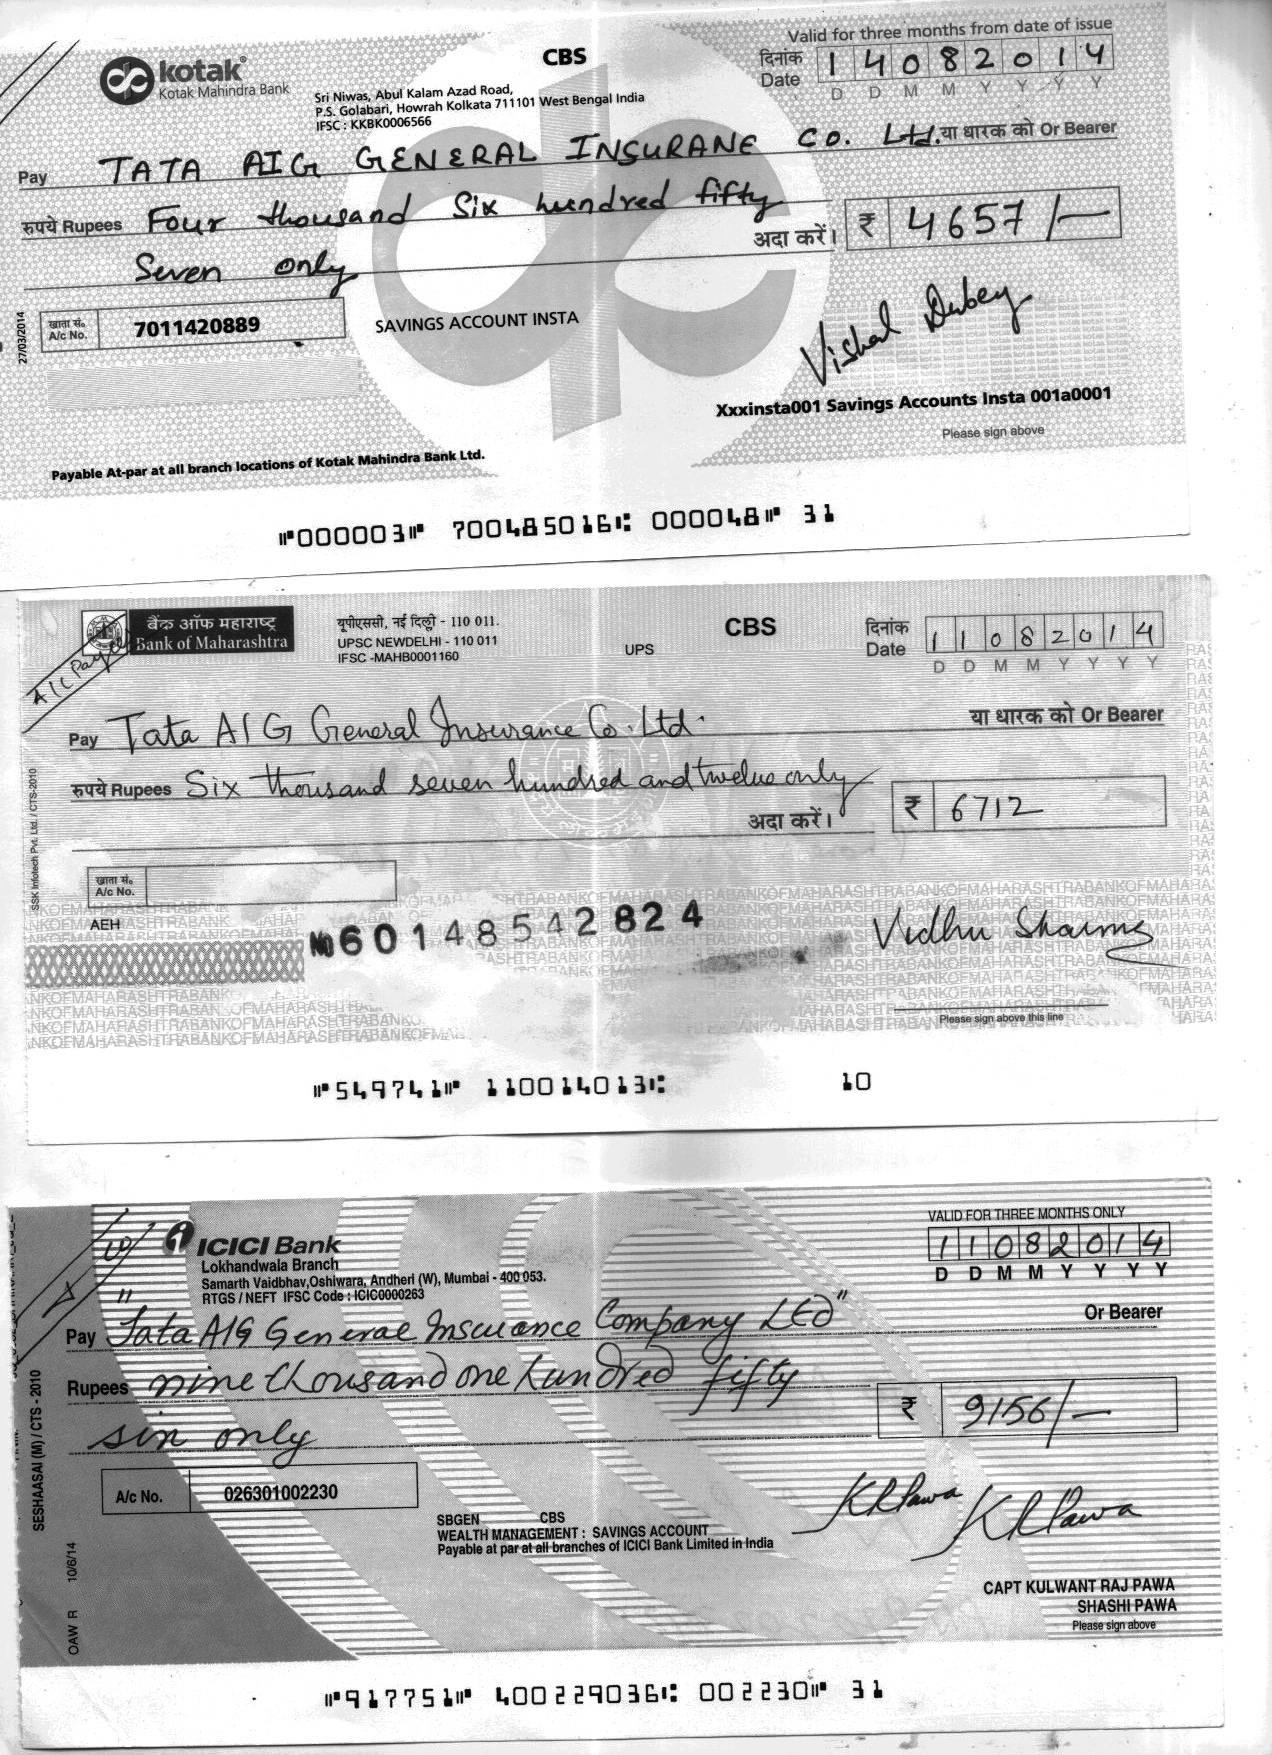 Valid for three months from date of issue
kotak
Kotak Mahindra Bank
CBS
दिनांक
Date
1 4 0 8 2 0 1 4
D D M M Y Y Y Y
Sri Niwas, Abul Kalam Azad Road,
P.S. Golabari, Howrah Kolkata 711101 West Bengal India
IFSC : KKBK0006566
Pay TATA AIG GENERAL INSURANE CO. Ltd. या धारक को Or Bearer
रुपये Rupees Four thousand Six hundred fifty
अदा करें। ₹ 4657/-
Seven only
27/03/2014
खाता सं.
A/c No. 7011420889
SAVINGS ACCOUNT INSTA
Vishal Dubey
Xxxinsta001 Savings Accounts Insta 001a0001
Please sign above
Payable At-par at all branch locations of Kotak Mahindra Bank Ltd.
⑈000003⑈ 700485016⑆ 000048⑈ 31
A/C Payee
बैंक ऑफ महाराष्ट्र
Bank of Maharashtra
यूपीएससी, नई दिल्ली - 110 011.
UPSC NEWDELHI - 110 011
IFSC -MAHB0001160
UPS
CBS
दिनांक
Date
1 1 0 8 2 0 1 4
D D M M Y Y Y Y
Pay Tata AIG General Insurance Co. Ltd. या धारक को Or Bearer
रुपये Rupees Six thousand seven hundred and twelve only
अदा करें। ₹ 6712
SSK Infotech Pvt. Ltd. / CTS-2010
खाता सं.
A/c No.
AEH
№60148542824
Vidhu Sharma
Please sign above this line
⑈549741⑈ 110014013⑆ 10
ICICI Bank
Lokhandwala Branch
Samarth Vaidbhav,Oshiwara, Andheri (W), Mumbai - 400 053.
RTGS / NEFT IFSC Code : ICIC0000263
VALID FOR THREE MONTHS ONLY
1 1 0 8 2 0 1 4
D D M M Y Y Y Y
Pay "Tata AIG General Insurance Company Ltd" Or Bearer
Rupees nine thousand one hundred fifty
₹ 9156/-
six only
SESHAASAI (M) / CTS - 2010
A/c No. 026301002230
SBGEN CBS
WEALTH MANAGEMENT : SAVINGS ACCOUNT
Payable at par at all branches of ICICI Bank Limited in India
KRPawa KRPawa
CAPT KULWANT RAJ PAWA
SHASHI PAWA
Please sign above
OAW R 10/6/14
⑈917751⑈ 400229036⑆ 002230⑈ 31